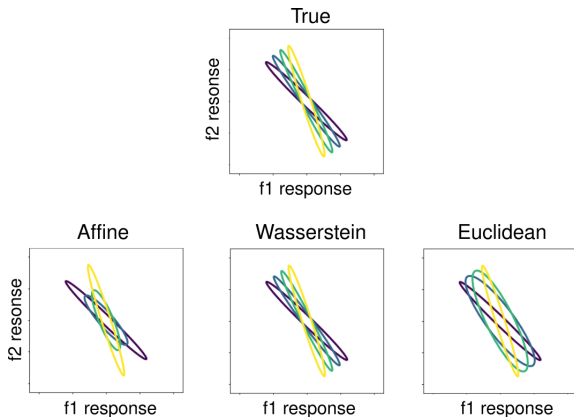 True
f2 resonse
f1 response
Affine
Wasserstein
Euclidean
f2 resonse
f1 response
f1 response
f1 response